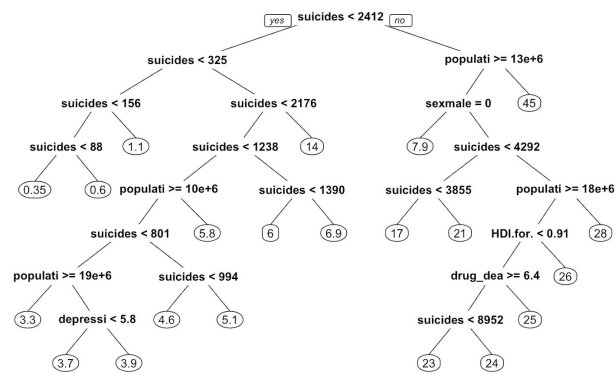 yes suicides < 2412 no
suicides < 325 populati >= 13e+6
suicides < 156 suicides < 2176 sexmale = 0 45
suicides < 88 1.1 suicides < 1238 14 7.9 suicides < 4292
0.35 0.6 populati >= 10e+6 suicides < 1390 suicides < 3855 populati >= 18e+6
suicides < 801 5.8 6 6.9 17 21 HDI.for. < 0.91 28
populati >= 19e+6 suicides < 994 drug_dea >= 6.4 26
3.3 depressi < 5.8 4.6 5.1 suicides < 8952 25
3.7 3.9 23 24